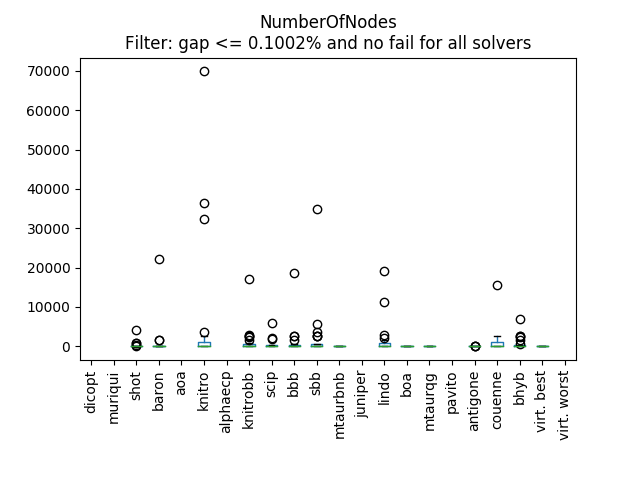 NumberOfNodes
Filter: gap <= 0.1002% and no fail for all solvers
70000
60000
50000
40000
30000
20000
10000
0
dicopt
muriqui
shot
baron
aoa
knitro
alphaecp
knitrobb
scip
bbb
sbb
mtaurbnb
juniper
lindo
boa
mtaurqg
pavito
antigone
couenne
bhyb
virt. best
virt. worst